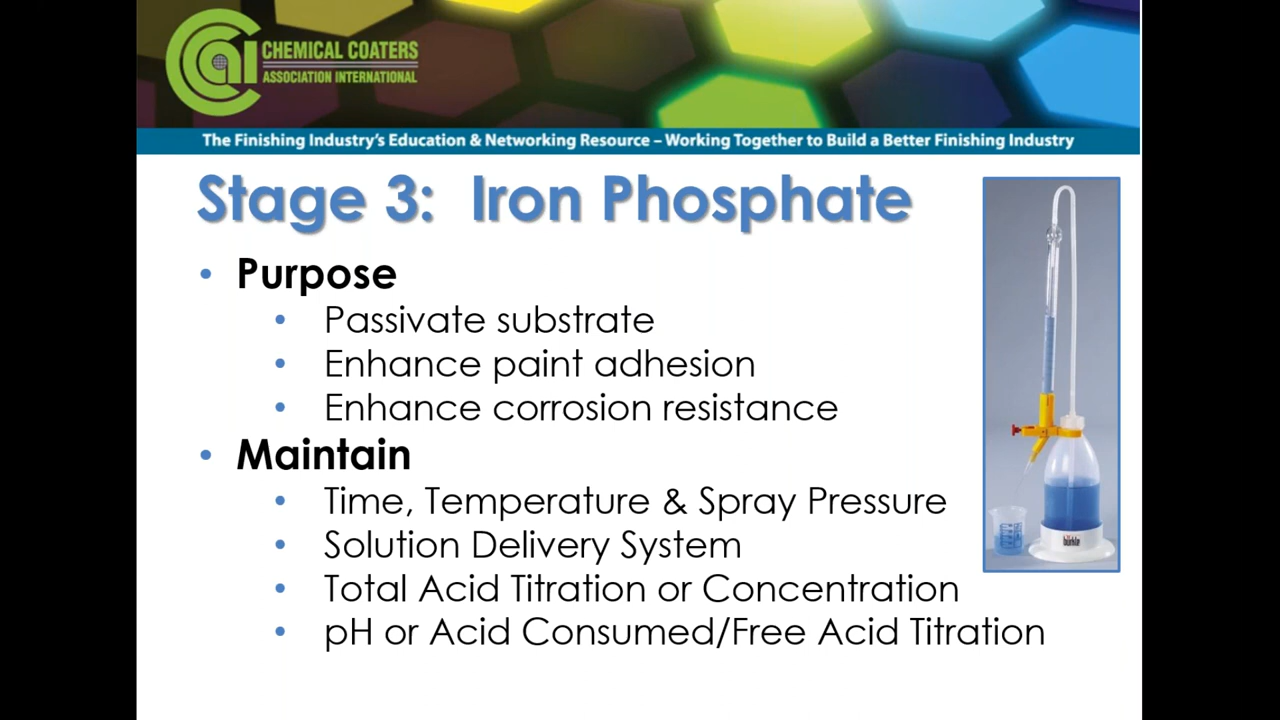 CHEMICAL COATERS
ASSOCIATION INTERNATIONAL
The Finishing Industry's Education & Networking Resource – Working Together to Build a Better Finishing Industry
Stage 3: Iron Phosphate
• Purpose
• Passivate substrate
• Enhance paint adhesion
• Enhance corrosion resistance
• Maintain
• Time, Temperature & Spray Pressure
• Solution Delivery System
• Total Acid Titration or Concentration
• pH or Acid Consumed/Free Acid Titration